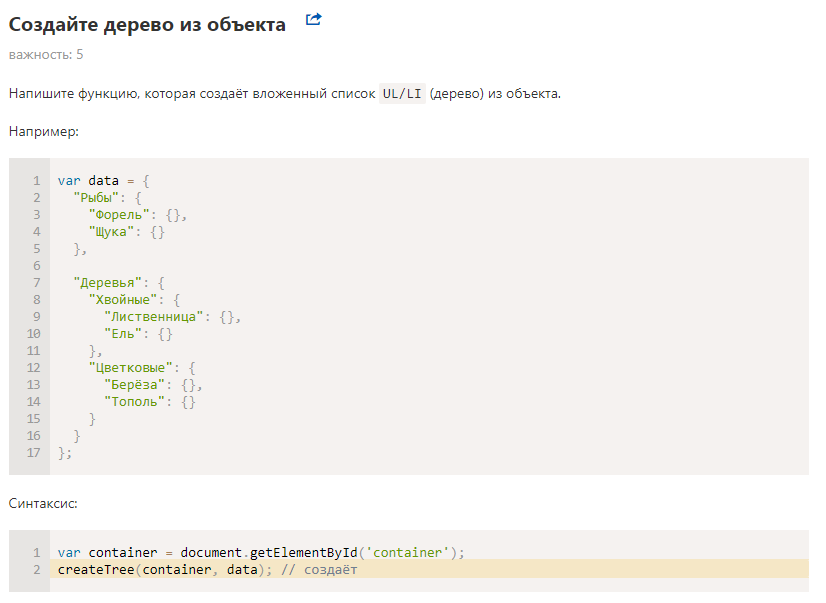 Создайте дерево из объекта
важность: 5
Напишите функцию, которая создаёт вложенный список UL/LI (дерево) из объекта.
Например:
1 var data = {
2   "Рыбы": {
3     "Форель": {},
4     "Щука": {}
5   },
6
7   "Деревья": {
8     "Хвойные": {
9       "Лиственница": {},
10       "Ель": {}
11     },
12     "Цветковые": {
13       "Берёза": {},
14       "Тополь": {}
15     }
16   }
17 };
Синтаксис:
1 var container = document.getElementById('container');
2 createTree(container, data); // создаёт